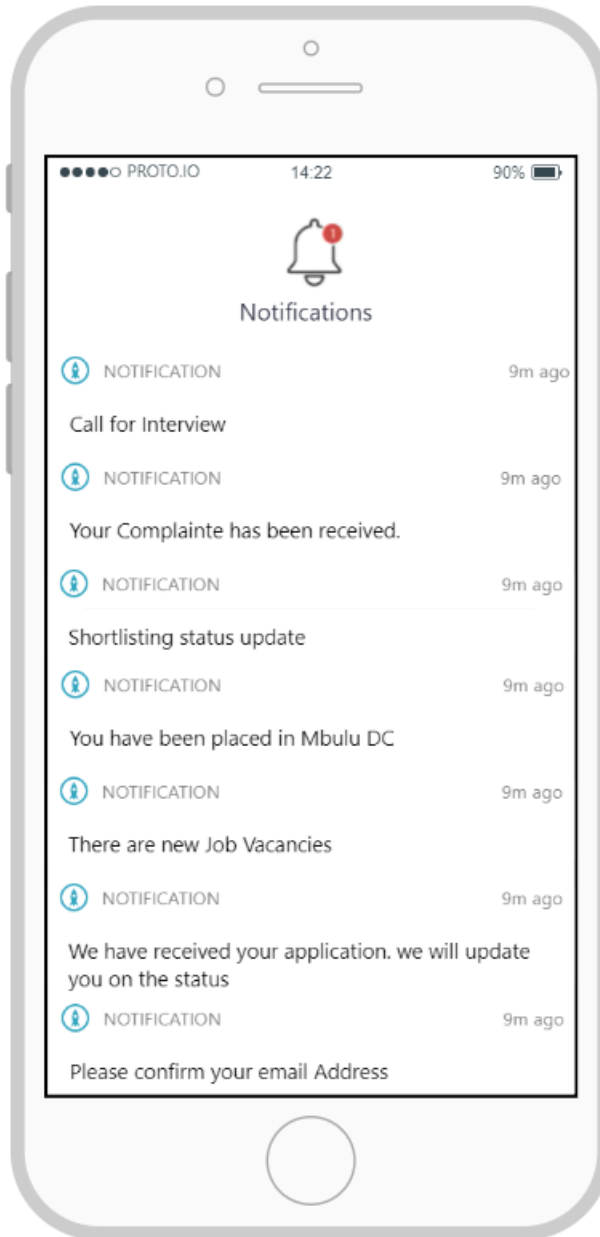 PROTO.IO 14:22 90%
1
Notifications
NOTIFICATION 9m ago
Call for Interview
NOTIFICATION 9m ago
Your Complainte has been received.
NOTIFICATION 9m ago
Shortlisting status update
NOTIFICATION 9m ago
You have been placed in Mbulu DC
NOTIFICATION 9m ago
There are new Job Vacancies
NOTIFICATION 9m ago
We have received your application. we will update
you on the status
NOTIFICATION 9m ago
Please confirm your email Address